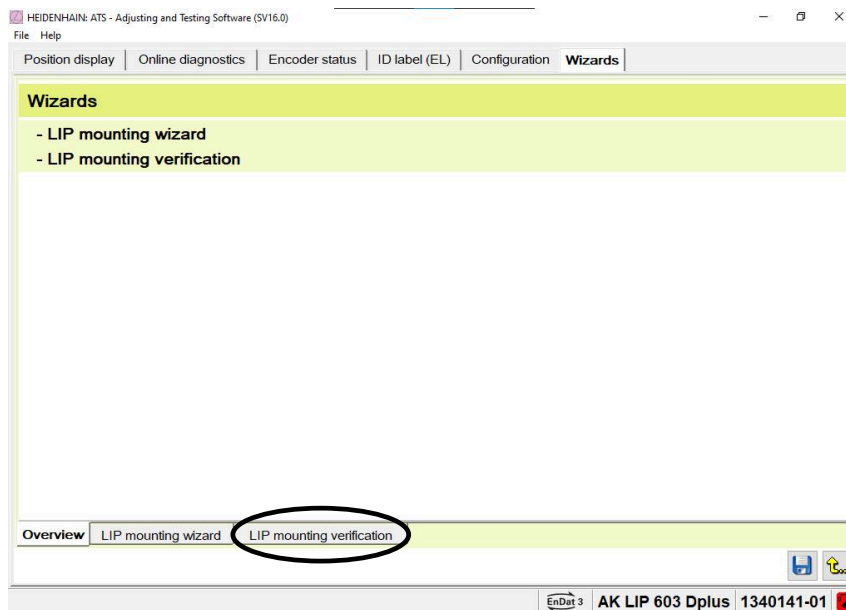 HEIDENHAIN: ATS - Adjusting and Testing Software (SV16.0)
File Help
Position display Online diagnostics Encoder status ID label (EL) Configuration Wizards
Wizards
- LIP mounting wizard
- LIP mounting verification
Overview LIP mounting wizard LIP mounting verification
EnDat 3 AK LIP 603 Dplus 1340141-01